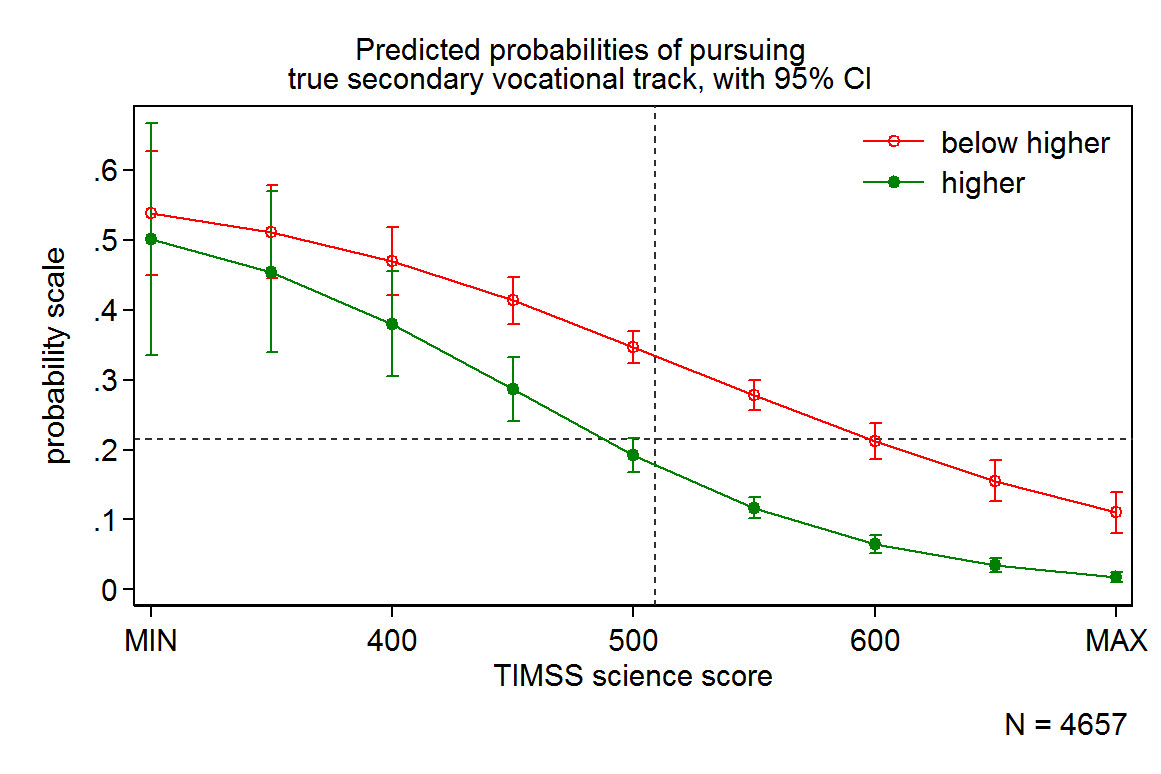 Predicted probabilities of pursuing
true secondary vocational track, with 95% CI
below higher
higher
probability scale
.6
.5
.4
.3
.2
.1
0
MIN 400 500 600 MAX
TIMSS science score
N = 4657